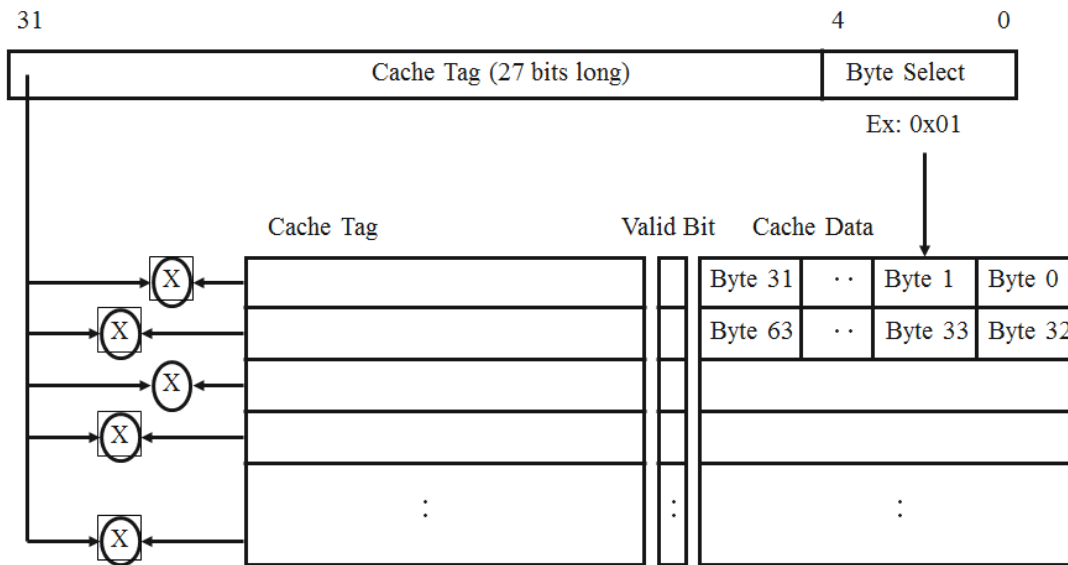 31 4 0
Cache Tag (27 bits long) Byte Select
Ex: 0x01
Cache Tag Valid Bit Cache Data
X Byte 31 ·· Byte 1 Byte 0
X Byte 63 ·· Byte 33 Byte 32
X
X
: : :
X